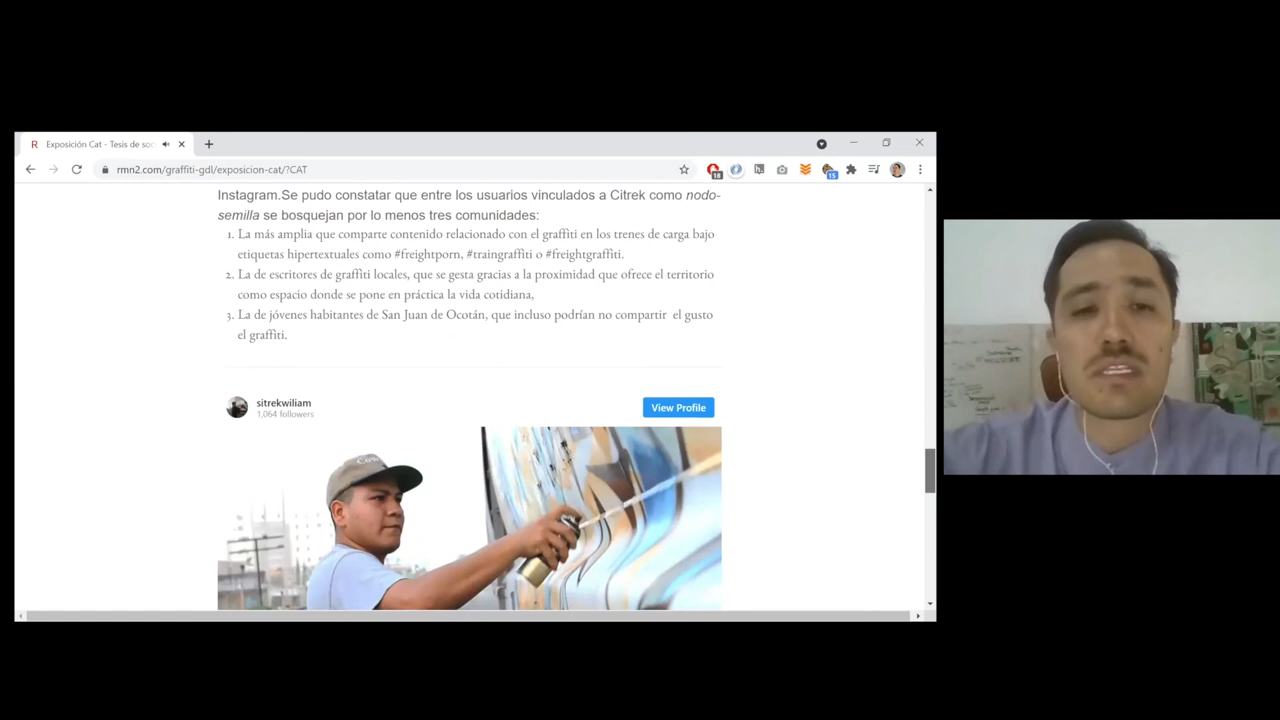 R Exposición Cat - Tesis de soc
rmn2.com/graffiti-gdl/exposicion-cat/?CAT
18
15
Instagram.Se pudo constatar que entre los usuarios vinculados a Citrek como nodo-
semilla se bosquejan por lo menos tres comunidades:
1. La más amplia que comparte contenido relacionado con el graffiti en los trenes de carga bajo
etiquetas hipertextuales como #freightporn, #traingraffiti o #freightgraffiti.
2. La de escritores de graffiti locales, que se gesta gracias a la proximidad que ofrece el territorio
como espacio donde se pone en práctica la vida cotidiana,
3. La de jóvenes habitantes de San Juan de Ocotán, que incluso podrían no compartir el gusto
el graffiti.
sitrekwiliam
1,064 followers
View Profile